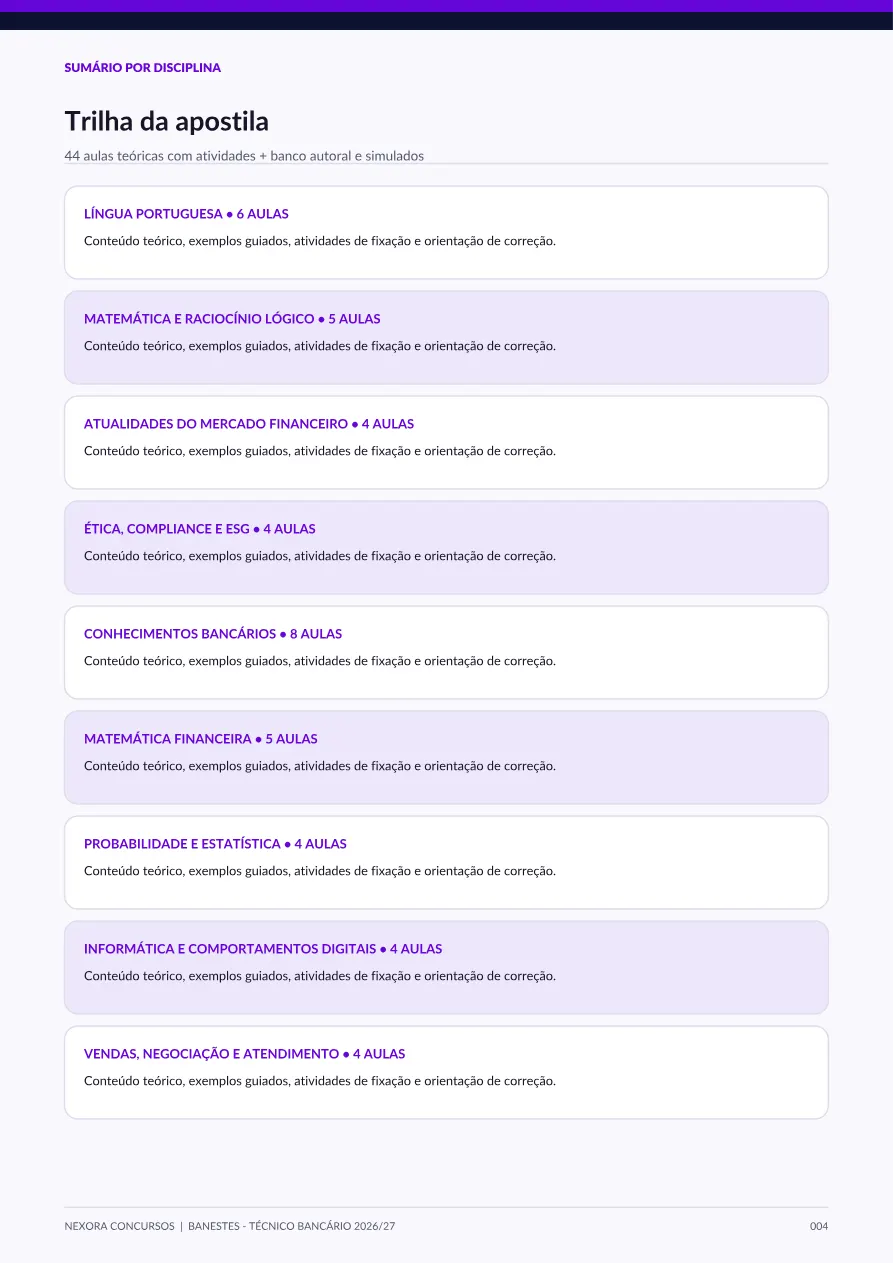 SUMÁRIO POR DISCIPLINA
Trilha da apostila
44 aulas teóricas com atividades + banco autoral e simulados
LÍNGUA PORTUGUESA • 6 AULAS
Conteúdo teórico, exemplos guiados, atividades de fixação e orientação de correção.
MATEMÁTICA E RACIOCÍNIO LÓGICO • 5 AULAS
Conteúdo teórico, exemplos guiados, atividades de fixação e orientação de correção.
ATUALIDADES DO MERCADO FINANCEIRO • 4 AULAS
Conteúdo teórico, exemplos guiados, atividades de fixação e orientação de correção.
ÉTICA, COMPLIANCE E ESG • 4 AULAS
Conteúdo teórico, exemplos guiados, atividades de fixação e orientação de correção.
CONHECIMENTOS BANCÁRIOS • 8 AULAS
Conteúdo teórico, exemplos guiados, atividades de fixação e orientação de correção.
MATEMÁTICA FINANCEIRA • 5 AULAS
Conteúdo teórico, exemplos guiados, atividades de fixação e orientação de correção.
PROBABILIDADE E ESTATÍSTICA • 4 AULAS
Conteúdo teórico, exemplos guiados, atividades de fixação e orientação de correção.
INFORMÁTICA E COMPORTAMENTOS DIGITAIS • 4 AULAS
Conteúdo teórico, exemplos guiados, atividades de fixação e orientação de correção.
VENDAS, NEGOCIAÇÃO E ATENDIMENTO • 4 AULAS
Conteúdo teórico, exemplos guiados, atividades de fixação e orientação de correção.
NEXORA CONCURSOS | BANESTES - TÉCNICO BANCÁRIO 2026/27 004